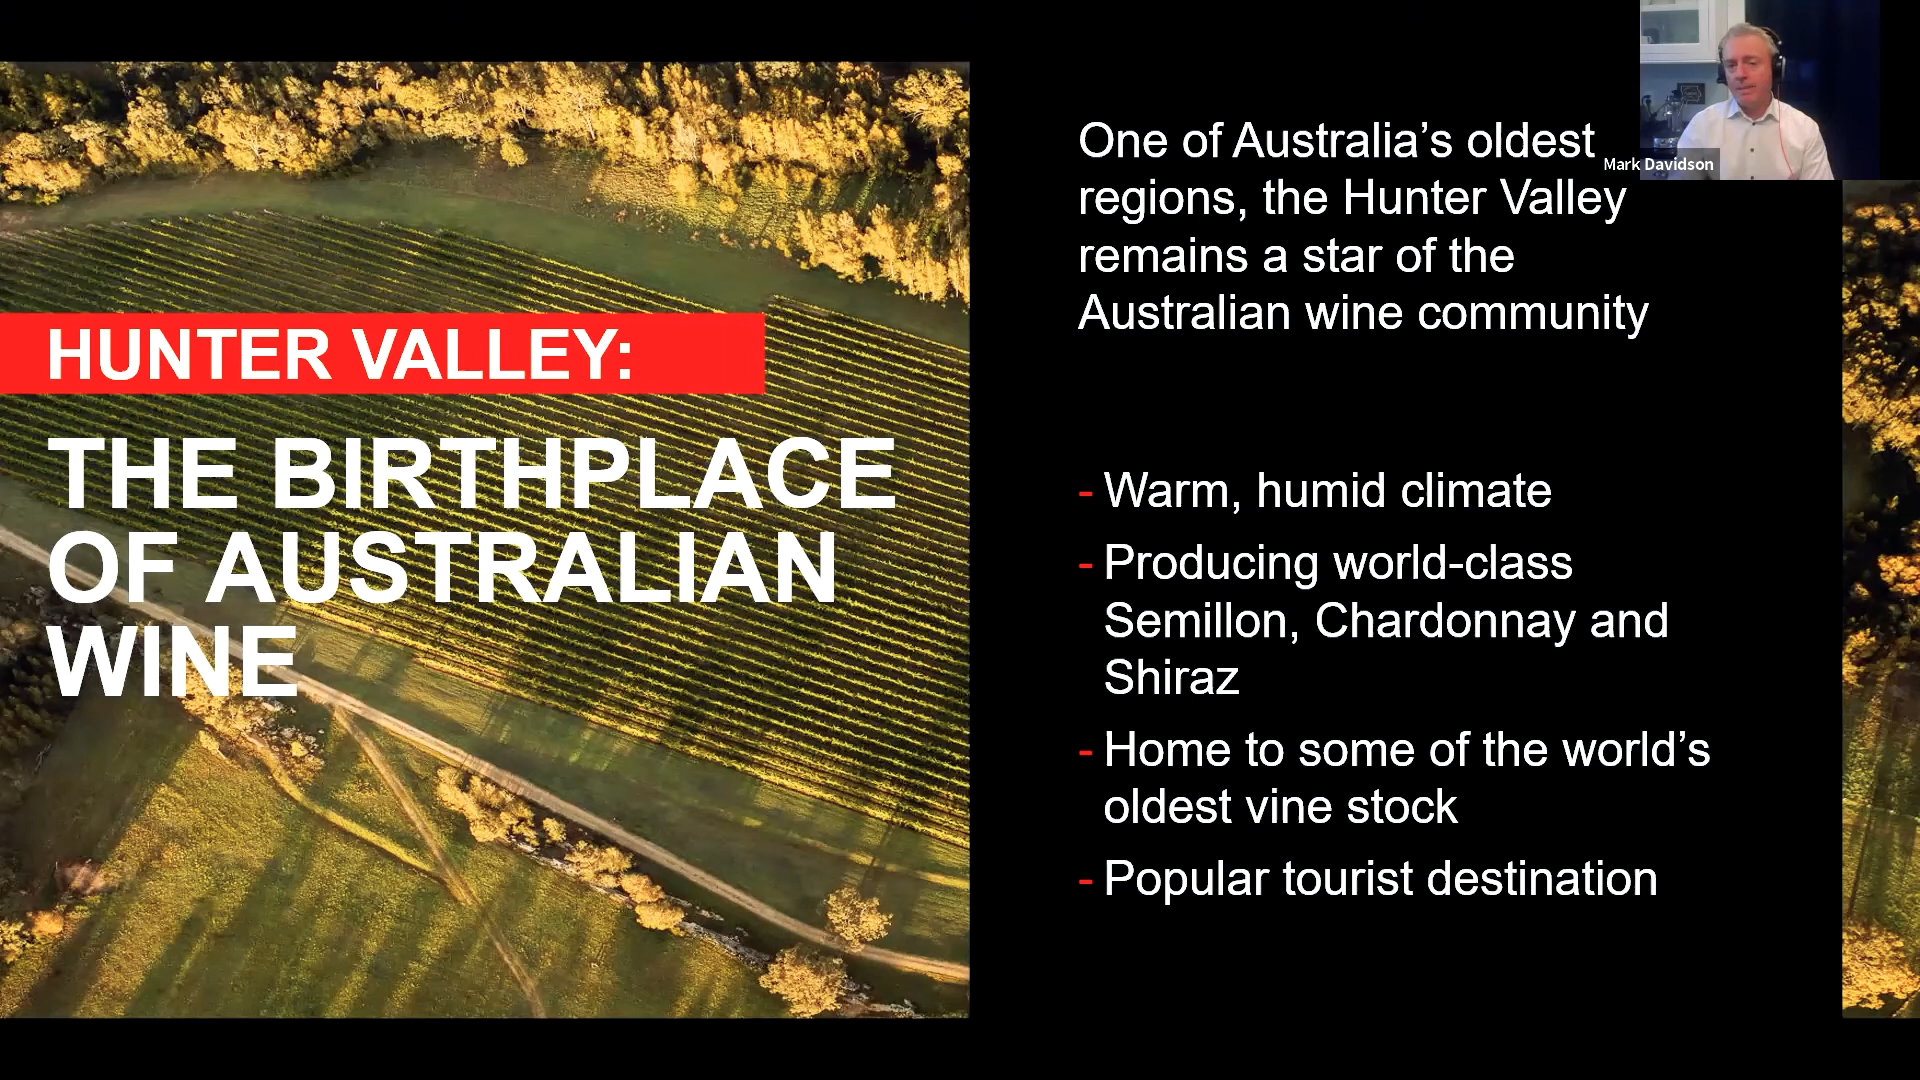 HUNTER VALLEY:
THE BIRTHPLACE
OF AUSTRALIAN
WINE
One of Australia’s oldest
regions, the Hunter Valley
remains a star of the
Australian wine community
- Warm, humid climate
- Producing world-class
Semillon, Chardonnay and
Shiraz
- Home to some of the world’s
oldest vine stock
- Popular tourist destination
Mark Davidson